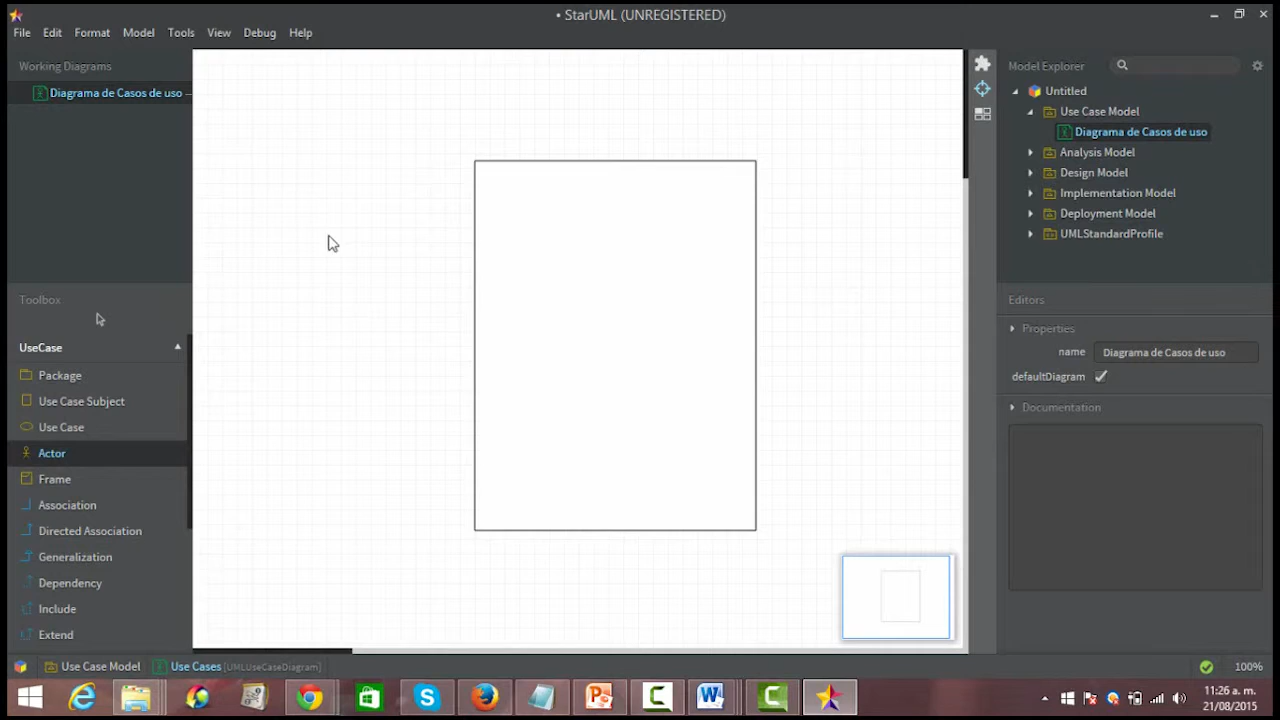 • StarUML (UNREGISTERED)
File Edit Format Model Tools View Debug Help
Working Diagrams
Diagrama de Casos de uso —
Toolbox
UseCase
Package
Use Case Subject
Use Case
Actor
Frame
Association
Directed Association
Generalization
Dependency
Include
Extend
Model Explorer
Untitled
Use Case Model
Diagrama de Casos de uso
Analysis Model
Design Model
Implementation Model
Deployment Model
UMLStandardProfile
Editors
Properties
name Diagrama de Casos de uso
defaultDiagram
Documentation
Use Case Model Use Cases [UMLUseCaseDiagram] 100%
11:26 a. m.
21/08/2015